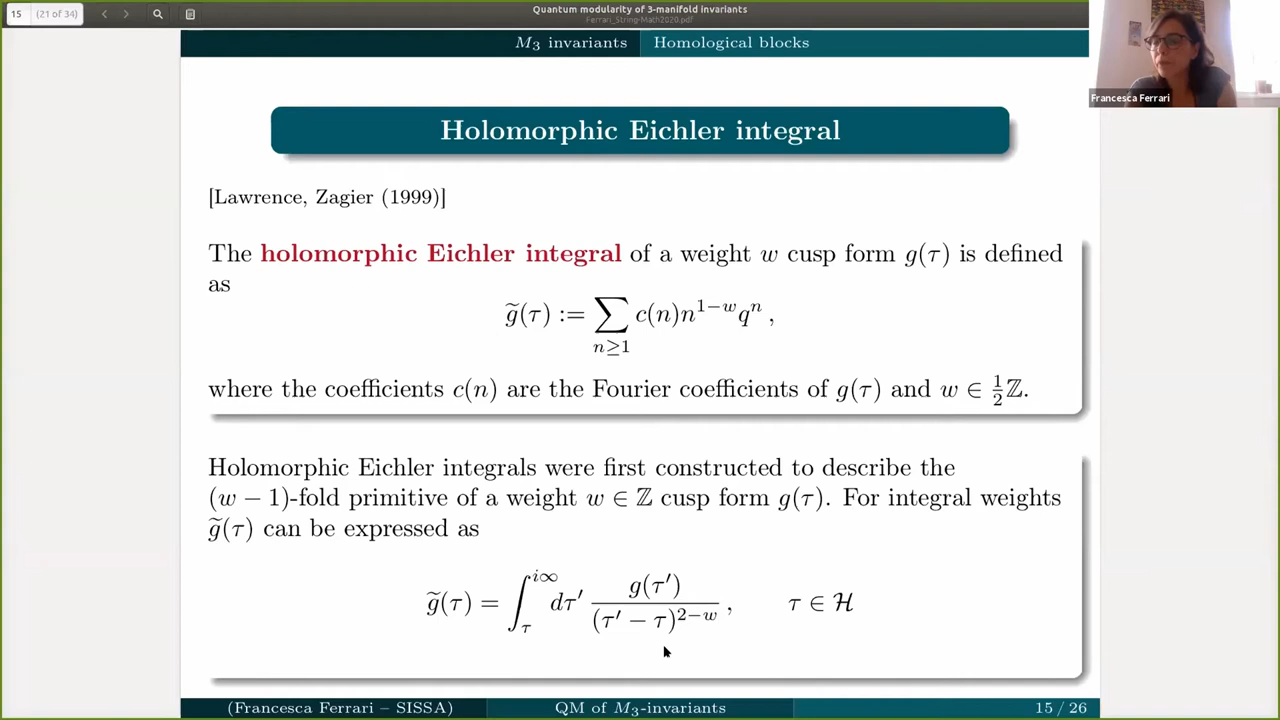 15 (21 of 34)
Quantum modularity of 3-manifold invariants
Ferrari_String-Math2020.pdf
M₃ invariants Homological blocks
Francesca Ferrari
Holomorphic Eichler integral
[Lawrence, Zagier (1999)]
The holomorphic Eichler integral of a weight w cusp form g(τ) is defined
as
g̃(τ) := ∑_{n≥1} c(n)n^{1−w}q^n ,
where the coefficients c(n) are the Fourier coefficients of g(τ) and w ∈ ½ℤ.
Holomorphic Eichler integrals were first constructed to describe the
(w − 1)-fold primitive of a weight w ∈ ℤ cusp form g(τ). For integral weights
g̃(τ) can be expressed as
g̃(τ) = ∫_τ^{i∞} dτ′ g(τ′)/(τ′ − τ)^{2−w} , τ ∈ ℋ
(Francesca Ferrari – SISSA) QM of M₃-invariants 15 / 26